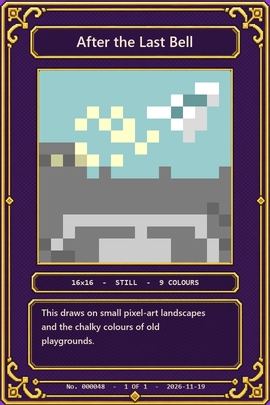 After the Last Bell
16x16 - STILL - 9 COLOURS
This draws on small pixel-art landscapes
and the chalky colours of old
playgrounds.
No. 000048 - 1 OF 1 - 2026-11-19